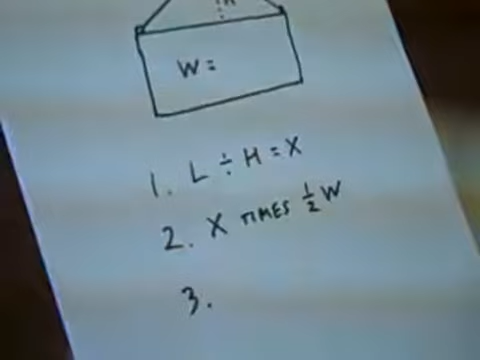 H
W=
1. L ÷ H = X
2. X TIMES ½ W
3.